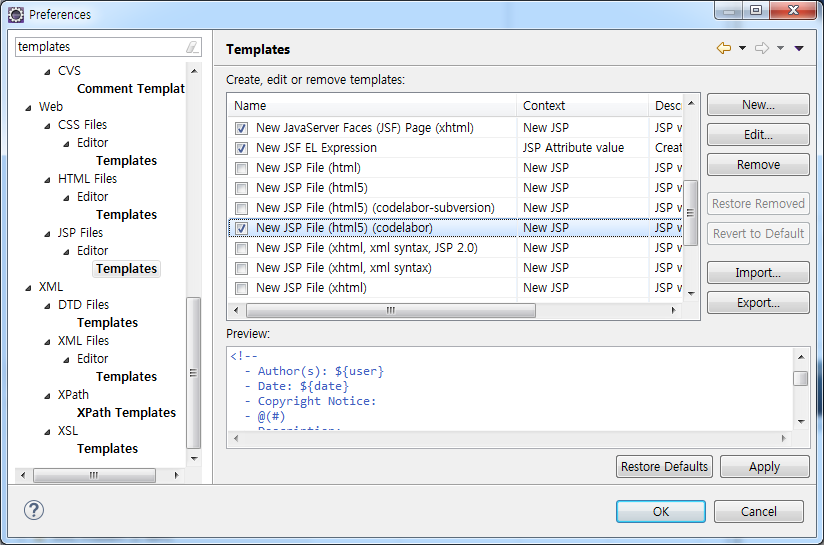 Preferences
templates
CVS
Comment Templat
Web
CSS Files
Editor
Templates
HTML Files
Editor
Templates
JSP Files
Editor
Templates
XML
DTD Files
Templates
XML Files
Editor
Templates
XPath
XPath Templates
XSL
Templates
Templates
Create, edit or remove templates:
Name Context Descr
New JavaServer Faces (JSF) Page (xhtml) New JSP JSP w
New JSF EL Expression JSP Attribute value Creat
New JSP File (html) New JSP JSP w
New JSP File (html5) New JSP JSP w
New JSP File (html5) (codelabor-subversion) New JSP JSP w
New JSP File (html5) (codelabor) New JSP JSP w
New JSP File (xhtml, xml syntax, JSP 2.0) New JSP JSP w
New JSP File (xhtml, xml syntax) New JSP JSP w
New JSP File (xhtml) New JSP JSP w
New...
Edit...
Remove
Restore Removed
Revert to Default
Import...
Export...
Preview:
<!--
- Author(s): ${user}
- Date: ${date}
- Copyright Notice:
- @(#)
- Description:
Restore Defaults
Apply
?
OK
Cancel